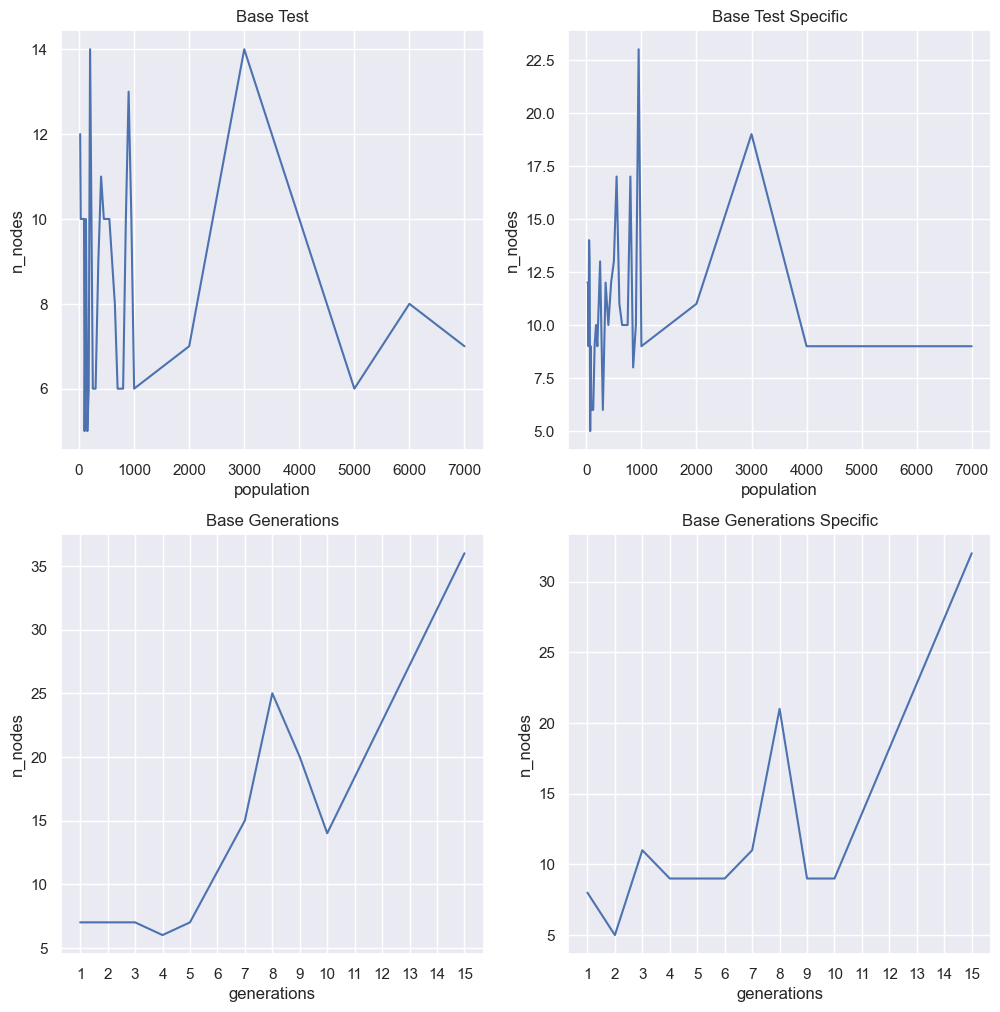 Base Test
14
12
10
8
6
n_nodes
0 1000 2000 3000 4000 5000 6000 7000
population
Base Test Specific
22.5
20.0
17.5
15.0
12.5
10.0
7.5
5.0
n_nodes
0 1000 2000 3000 4000 5000 6000 7000
population
Base Generations
35
30
25
20
15
10
5
n_nodes
1 2 3 4 5 6 7 8 9 10 11 12 13 14 15
generations
Base Generations Specific
30
25
20
15
10
5
n_nodes
1 2 3 4 5 6 7 8 9 10 11 12 13 14 15
generations